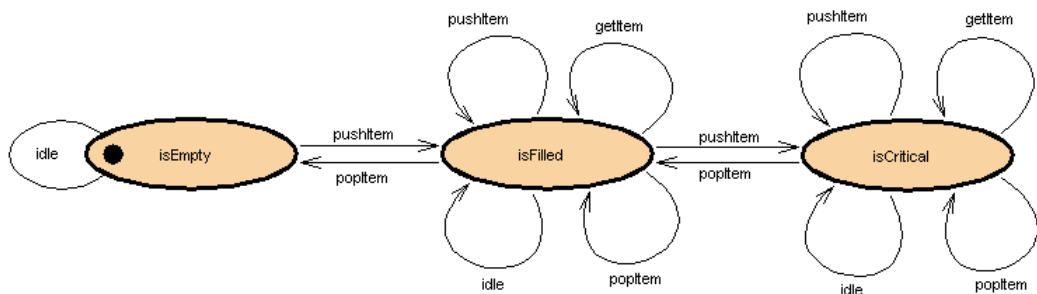 pushItem
getItem
pushItem
getItem
idle
isEmpty
pushItem
popItem
isFilled
pushItem
popItem
isCritical
idle
popItem
idle
popItem